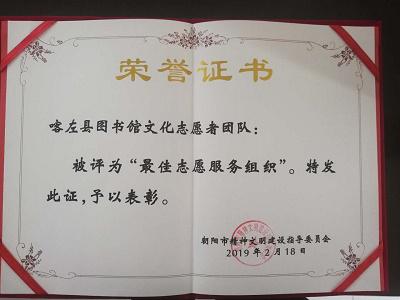 荣誉证书
喀左县图书馆文化志愿者团队：
被评为“最佳志愿服务组织”。特发
此证，予以表彰。
朝阳市精神文明建设指导委员会
2019年2月18日